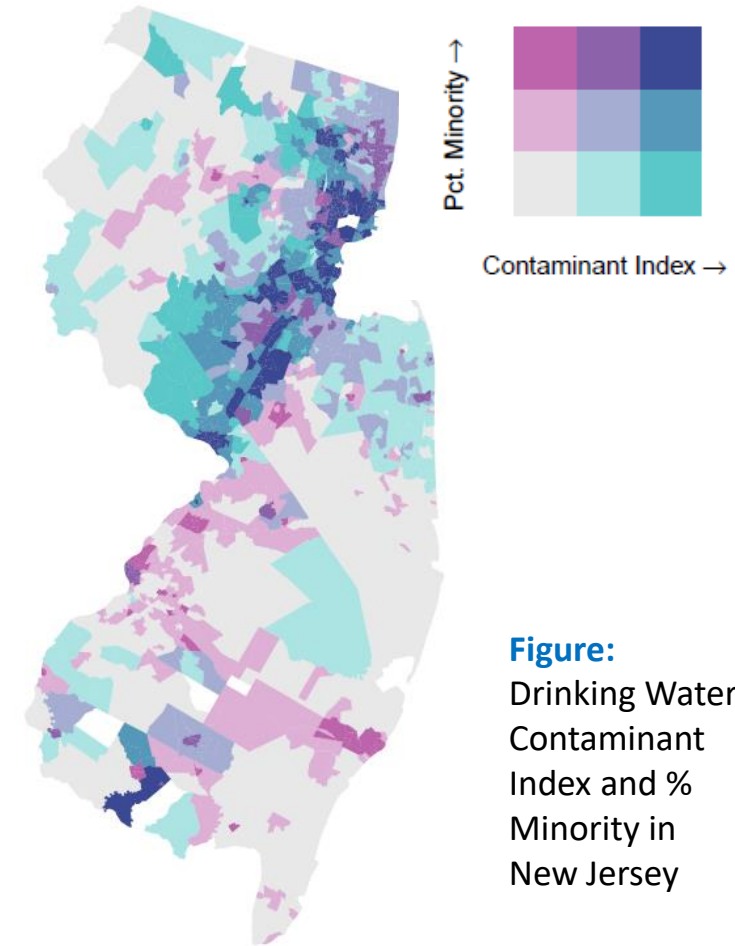 Pct. Minority →
Contaminant Index →
Figure:
Drinking Water
Contaminant
Index and %
Minority in
New Jersey